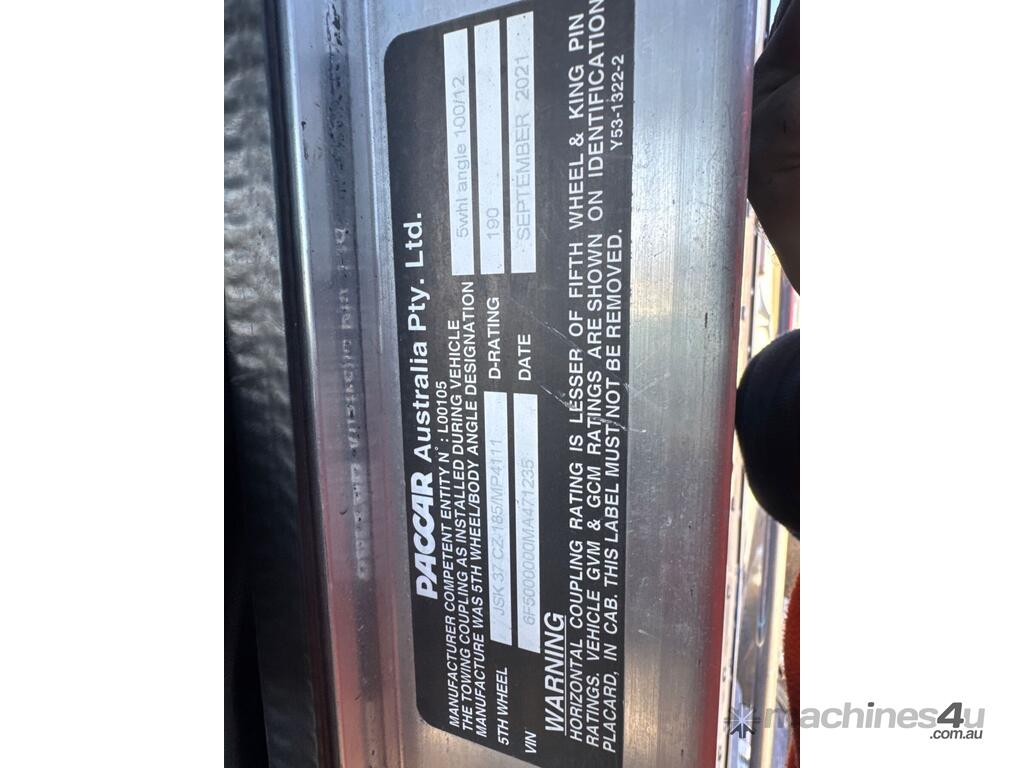 PACCAR Australia Pty. Ltd.
MANUFACTURER COMPETENT ENTITY N° : L00105
THE TOWING COUPLING AS INSTALLED DURING VEHICLE
MANUFACTURE WAS 5TH WHEEL/BODY ANGLE DESIGNATION 5whl angle 100/12
5TH WHEEL JSK 37 CZ 185/MP4111 D-RATING 190
VIN 6F5000000MA471235 DATE SEPTEMBER 2021
WARNING
HORIZONTAL COUPLING RATING IS LESSER OF FIFTH WHEEL & KING PIN
RATINGS. VEHICLE GVM & GCM RATINGS ARE SHOWN ON IDENTIFICATION
PLACARD, IN CAB. THIS LABEL MUST NOT BE REMOVED.
Y53-1322-2
machines4u
.com.au